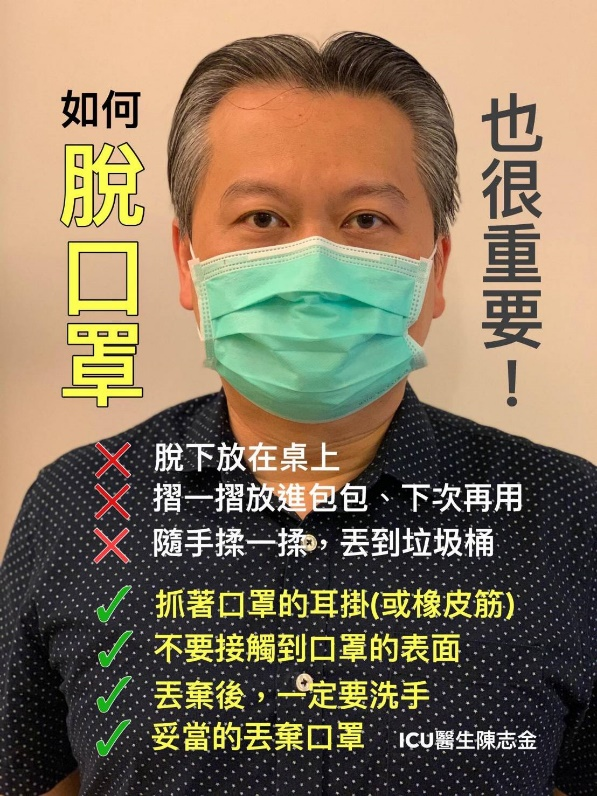 如何
脫口罩
也很重要！
脫下放在桌上
摺一摺放進包包、下次再用
隨手揉一揉，丟到垃圾桶
抓著口罩的耳掛(或橡皮筋)
不要接觸到口罩的表面
丟棄後，一定要洗手
妥當的丟棄口罩
ICU醫生陳志金